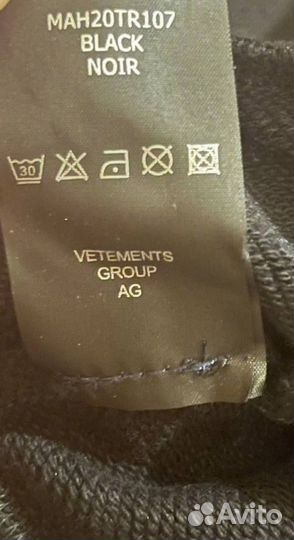 MAH20TR107
BLACK
NOIR
30
VETEMENTS
GROUP
AG
Avito